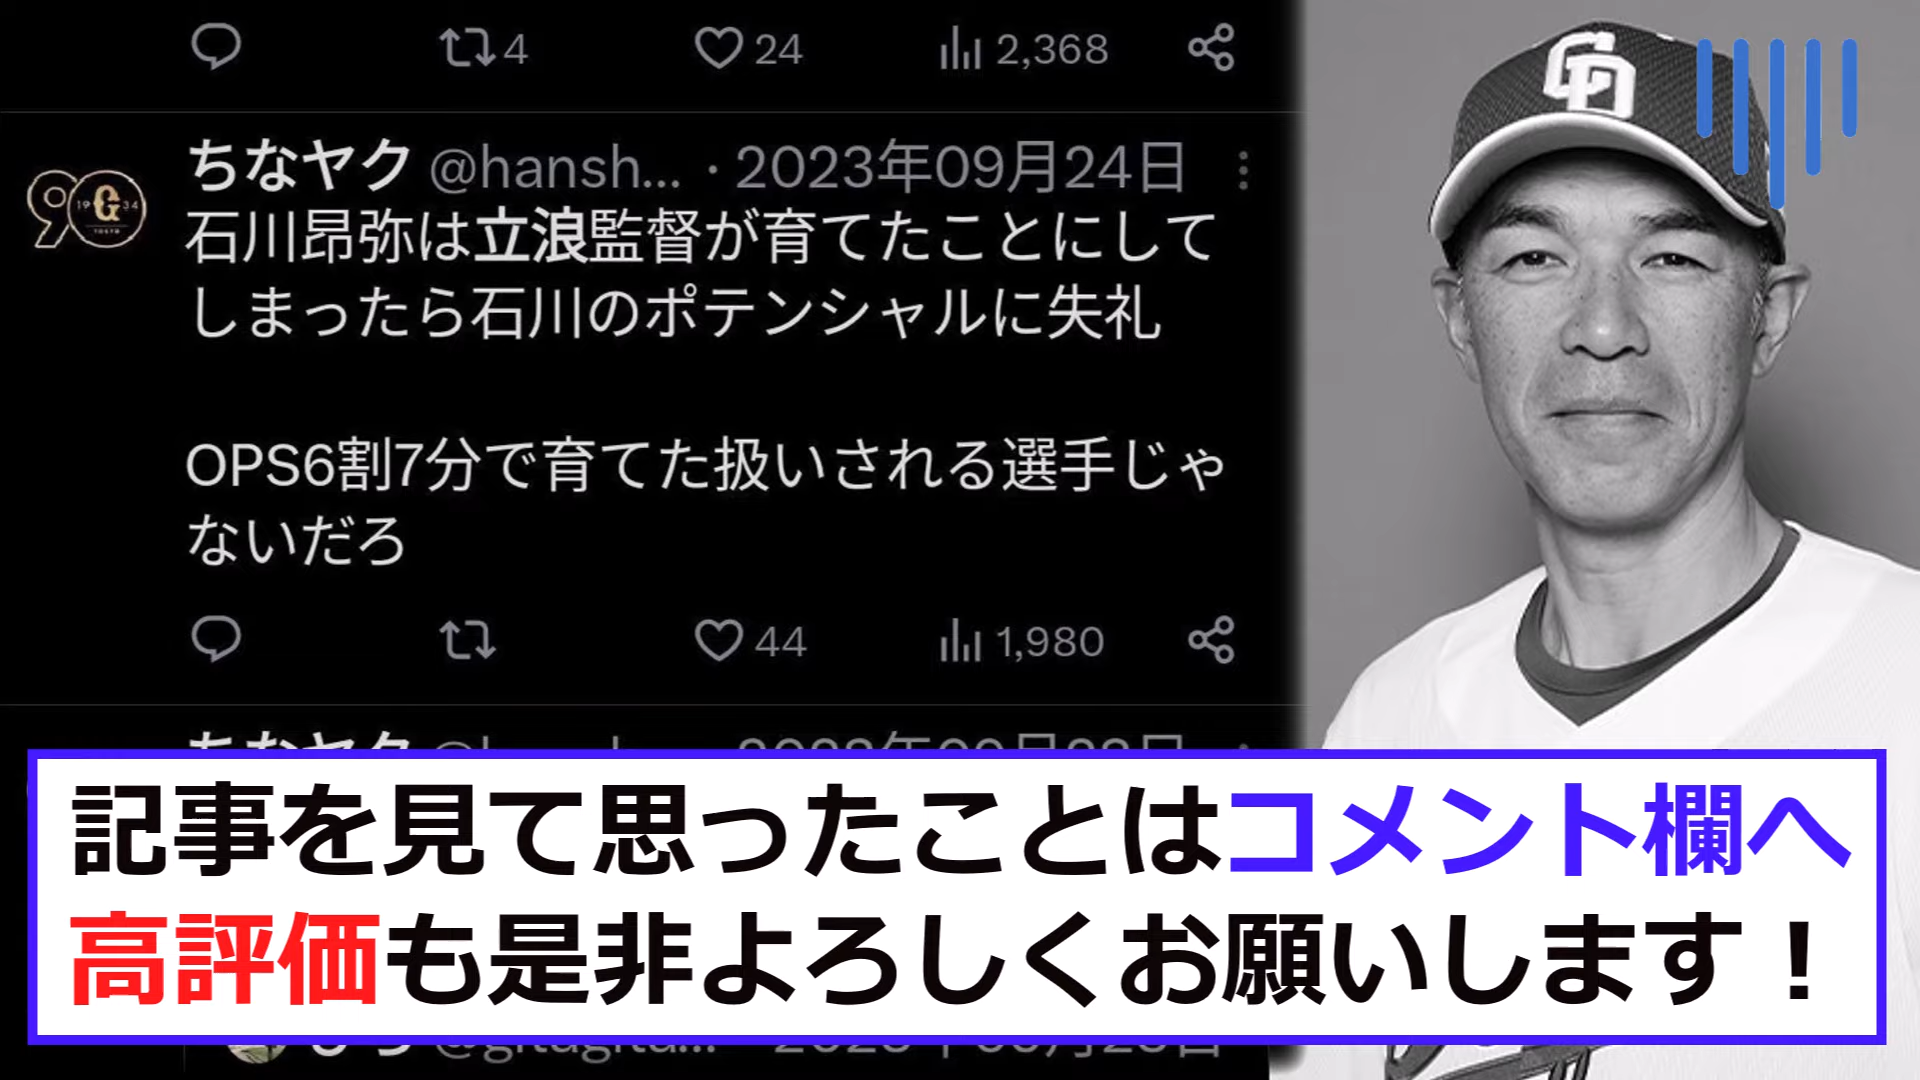 4 24 2,368
ちなヤク @hansh... · 2023年09月24日
石川昂弥は立浪監督が育てたことにして
しまったら石川のポテンシャルに失礼
OPS6割7分で育てた扱いされる選手じゃ
ないだろ
44 1,980
記事を見て思ったことはコメント欄へ
高評価も是非よろしくお願いします！